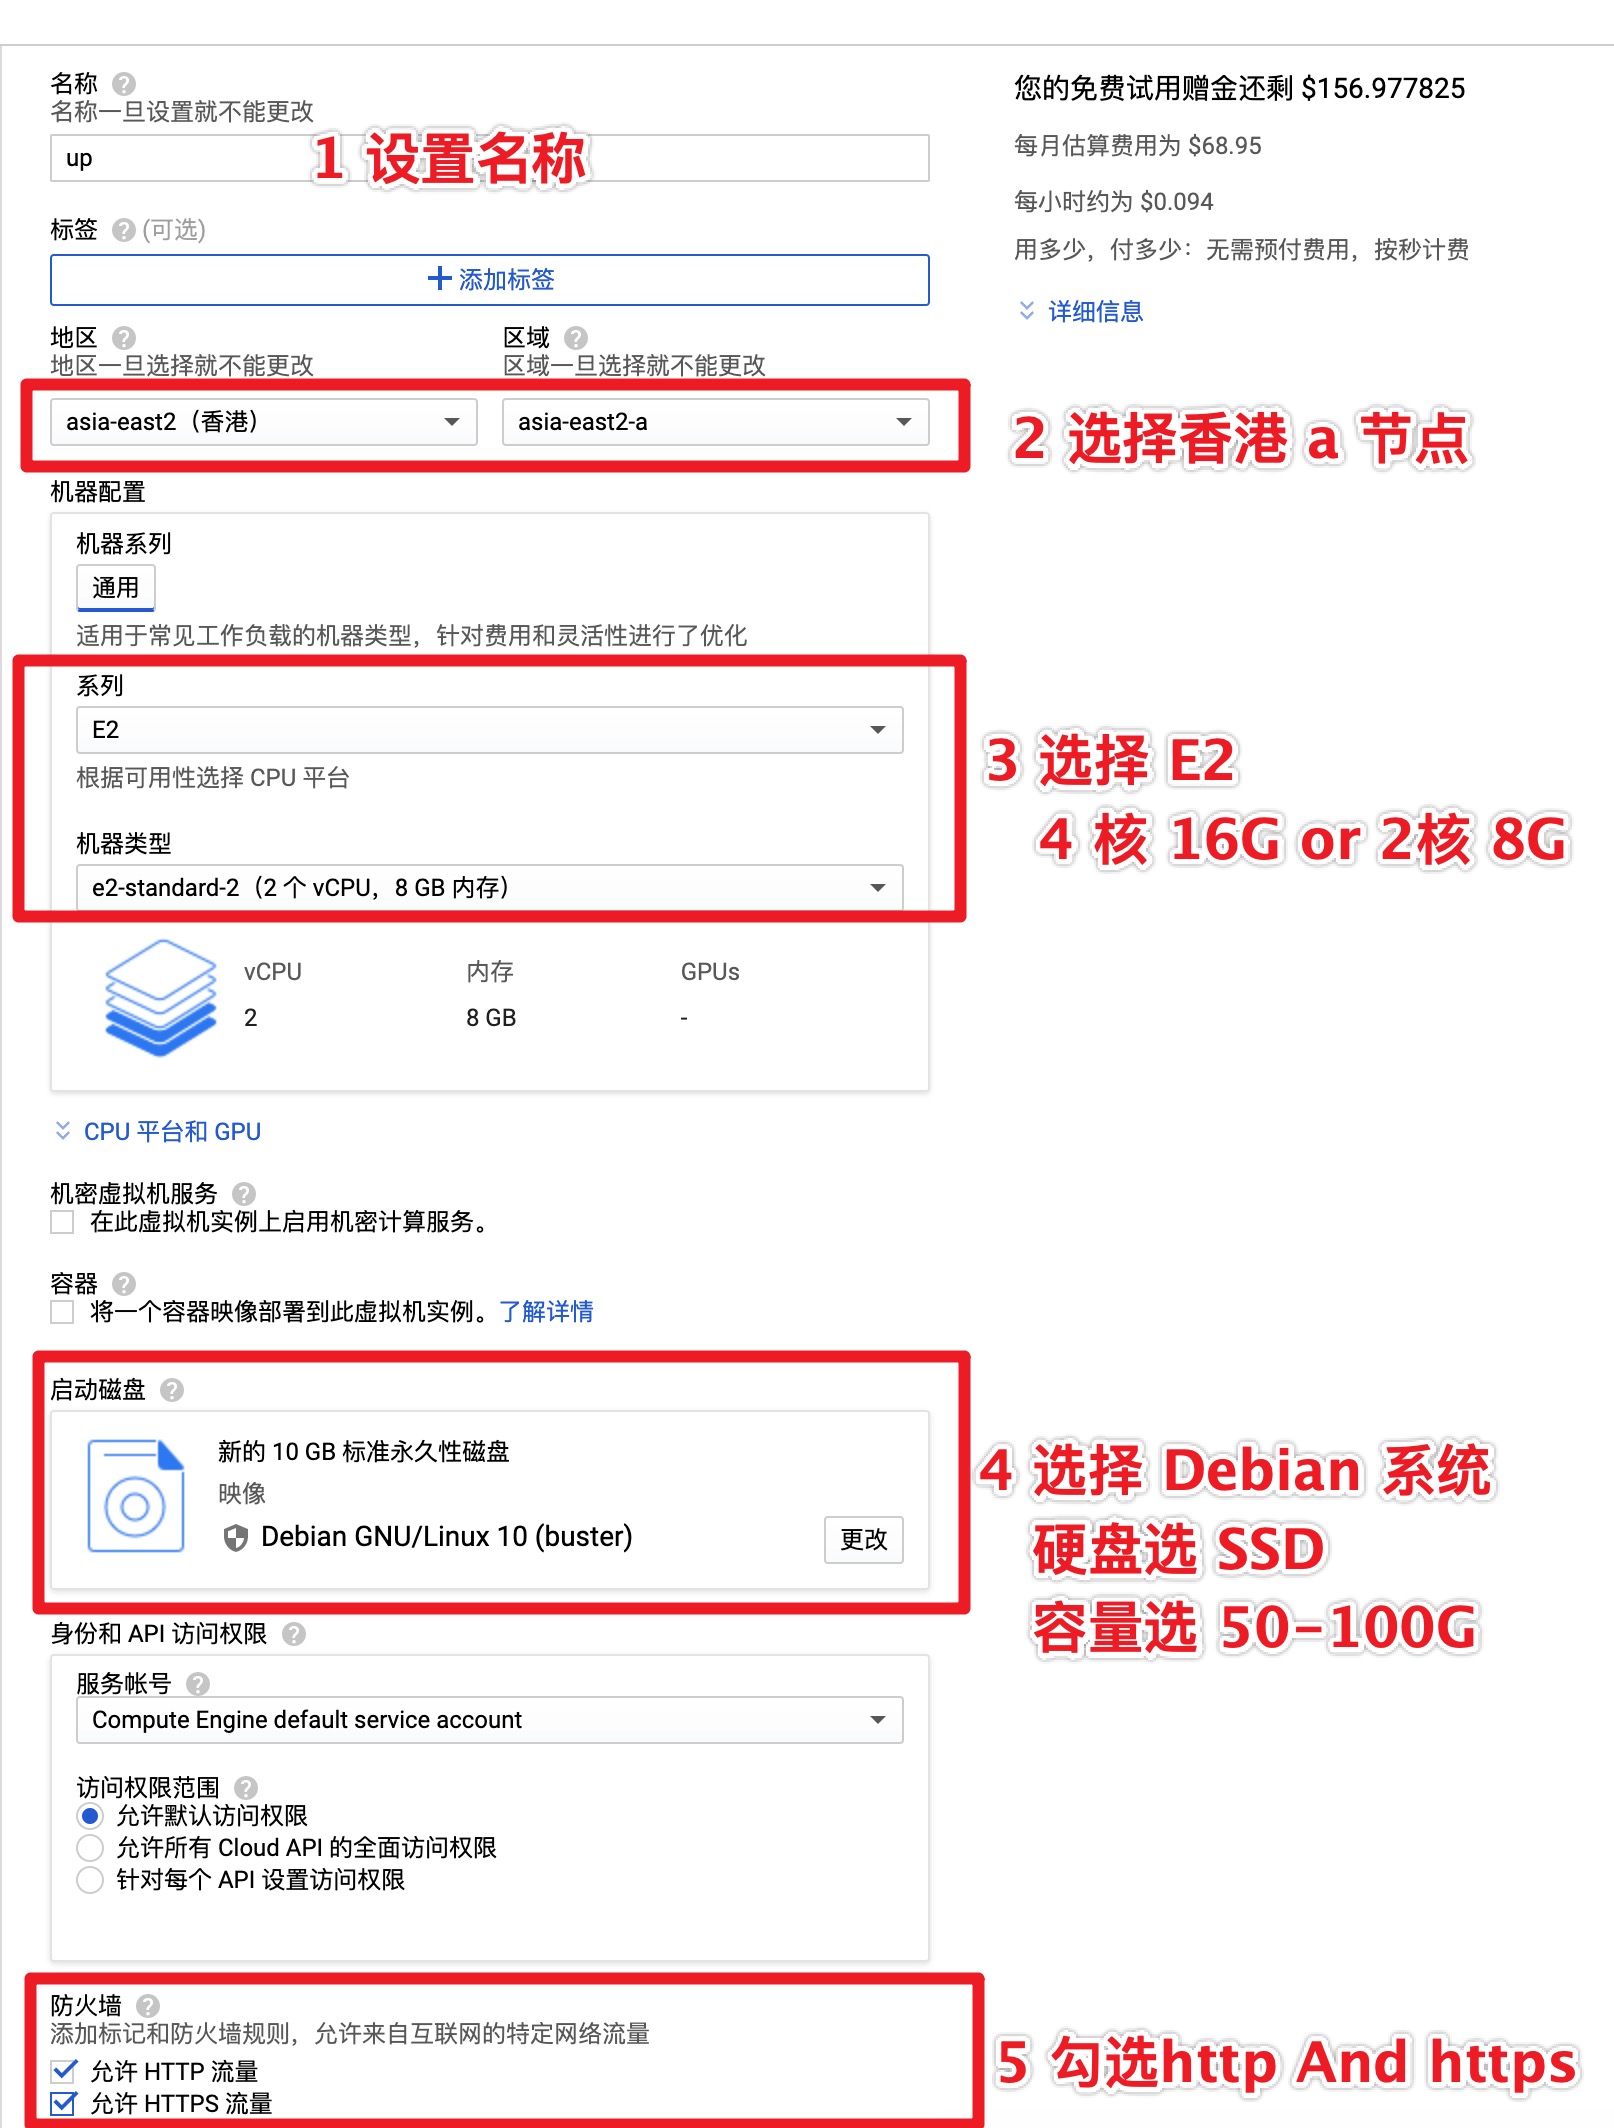 名称
名称一旦设置就不能更改
up
1 设置名称
标签 (可选)
添加标签
地区
地区一旦选择就不能更改
区域
区域一旦选择就不能更改
asia-east2（香港）
asia-east2-a
2 选择香港 a 节点
机器配置
机器系列
通用
适用于常见工作负载的机器类型，针对费用和灵活性进行了优化
系列
E2
根据可用性选择 CPU 平台
机器类型
e2-standard-2（2 个 vCPU，8 GB 内存）
3 选择 E2
4 核 16G or 2核 8G
vCPU
内存
GPUs
2
8 GB
-
CPU 平台和 GPU
机密虚拟机服务
在此虚拟机实例上启用机密计算服务。
容器
将一个容器映像部署到此虚拟机实例。了解详情
启动磁盘
新的 10 GB 标准永久性磁盘
映像
Debian GNU/Linux 10 (buster)
更改
4 选择 Debian 系统
硬盘选 SSD
容量选 50-100G
身份和 API 访问权限
服务帐号
Compute Engine default service account
访问权限范围
允许默认访问权限
允许所有 Cloud API 的全面访问权限
针对每个 API 设置访问权限
防火墙
添加标记和防火墙规则，允许来自互联网的特定网络流量
允许 HTTP 流量
允许 HTTPS 流量
5 勾选http And https
您的免费试用赠金还剩 $156.977825
每月估算费用为 $68.95
每小时约为 $0.094
用多少，付多少：无需预付费用，按秒计费
详细信息